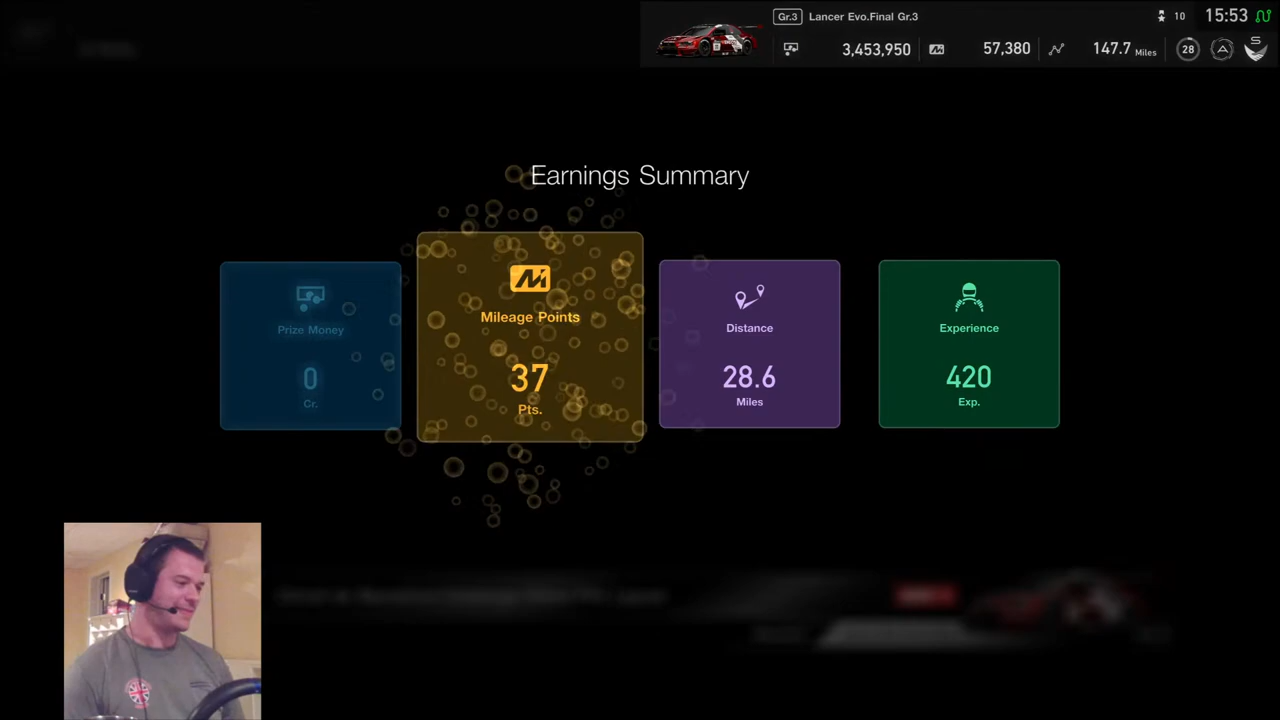 Gr.3 Lancer Evo.Final Gr.3
10 15:53
3,453,950 57,380 147.7 Miles 28 A S
Earnings Summary
Prize Money
0
Cr.
Mileage Points
37
Pts.
Distance
28.6
Miles
Experience
420
Exp.